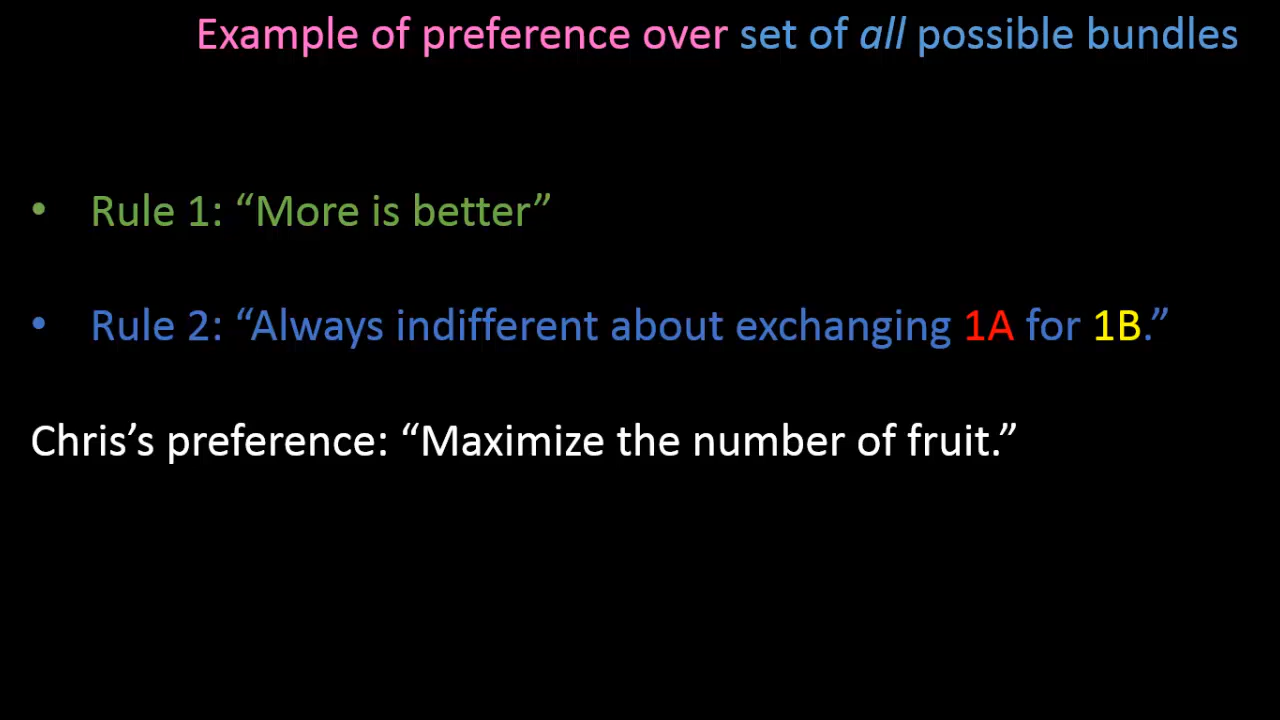 Example of preference over set of all possible bundles
• Rule 1: “More is better”
• Rule 2: “Always indifferent about exchanging 1A for 1B.”
Chris’s preference: “Maximize the number of fruit.”